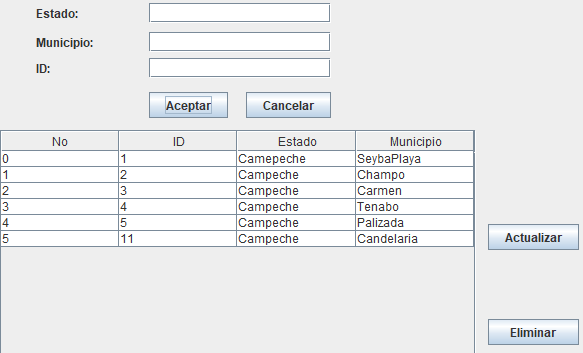 Estado:
Municipio:
ID:
Aceptar Cancelar
No ID Estado Municipio
0 1 Camepeche SeybaPlaya
1 2 Campeche Champo
2 3 Campeche Carmen
3 4 Campeche Tenabo
4 5 Campeche Palizada
5 11 Campeche Candelaria
Actualizar
Eliminar